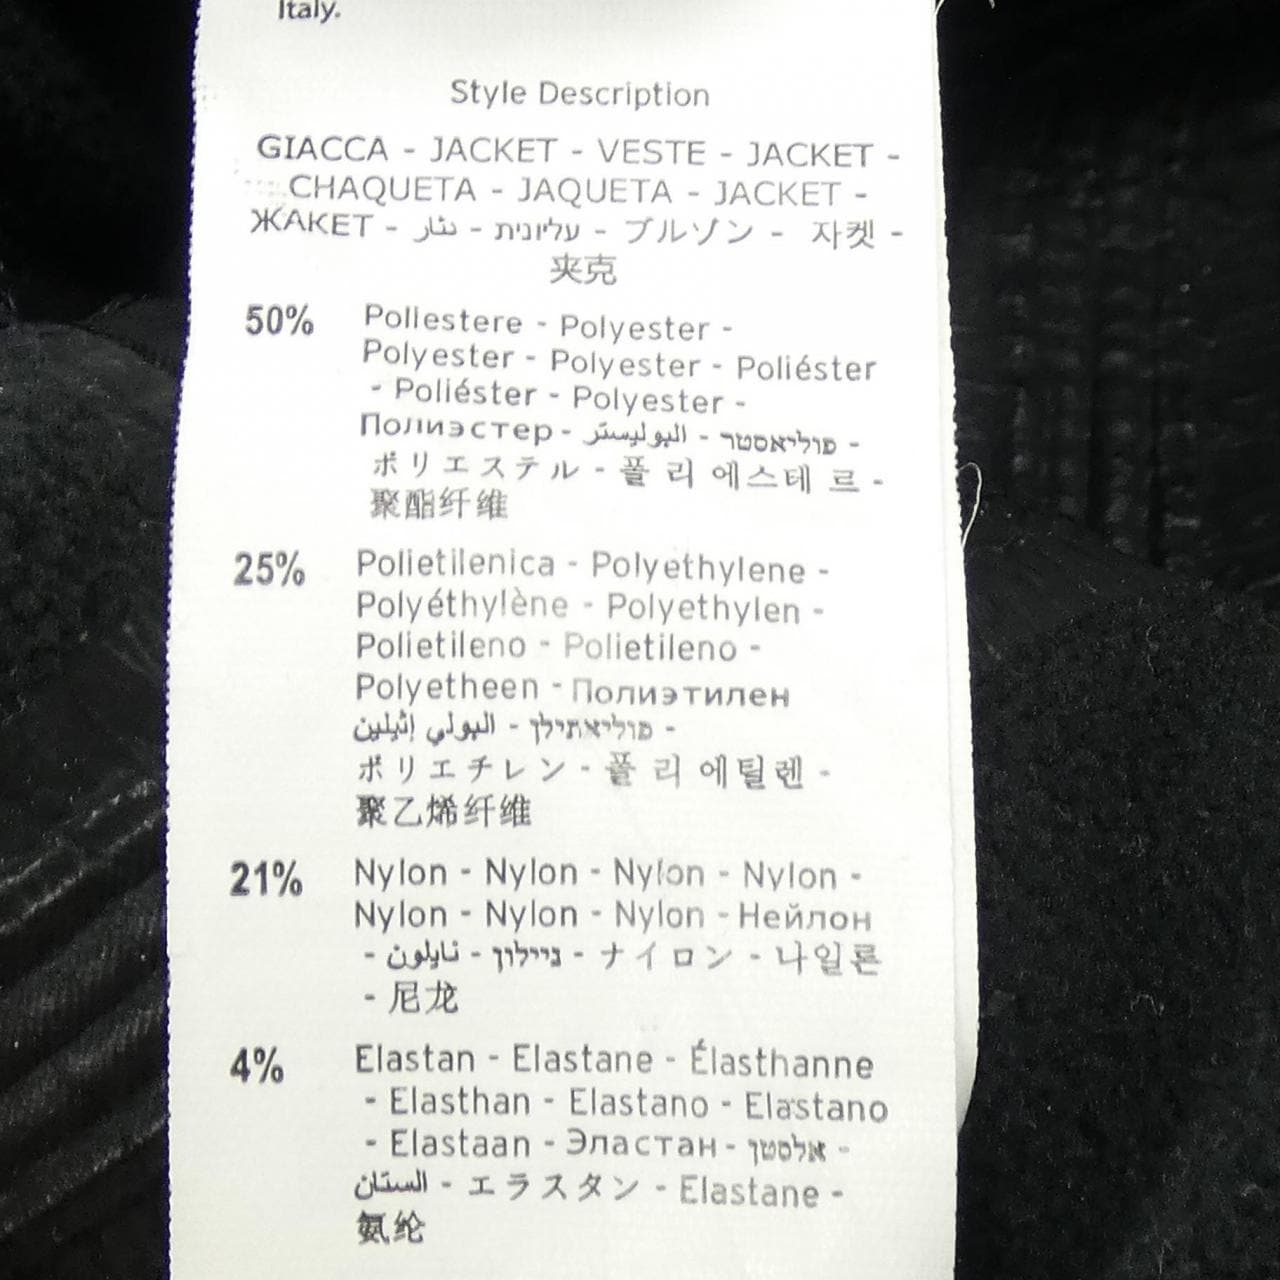 Italy.
Style Description
GIACCA - JACKET - VESTE - JACKET -
CHAQUETA - JAQUETA - JACKET -
ЖАКЕТ - دثار - עליונית - ブルゾン - 자켓 -
夹克
50% Poliestere - Polyester -
Polyester - Polyester - Poliéster
- Poliéster - Polyester -
Полиэстер - البوليستر - פוליאסטר -
ポリエステル - 폴리에스테르 -
聚酯纤维
25% Polietilenica - Polyethylene -
Polyéthylène - Polyethylen -
Polietileno - Polietileno -
Polyetheen - Полиэтилен
البولي إثيلين - פוליאתילן -
ポリエチレン - 폴리에틸렌 -
聚乙烯纤维
21% Nylon - Nylon - Nylon - Nylon -
Nylon - Nylon - Nylon - Нейлон
- نايلون - ניילון - ナイロン - 나일론
- 尼龙
4% Elastan - Elastane - Élasthanne
- Elasthan - Elastano - Elastano
- Elastaan - Эластан - אלסטן -
الستان - エラスタン - Elastane -
氨纶